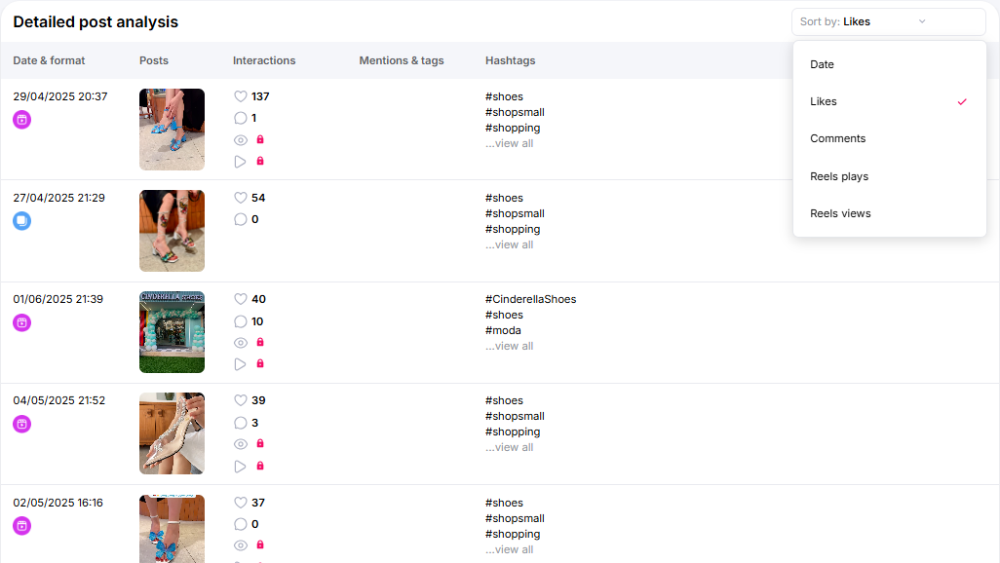 Detailed post analysis
Sort by: Likes
Date & format
Posts
Interactions
Mentions & tags
Hashtags
Date
Likes
Comments
Reels plays
Reels views
29/04/2025 20:37
137
1
#shoes
#shopsmall
#shopping
...view all
27/04/2025 21:29
54
0
#shoes
#shopsmall
#shopping
...view all
01/06/2025 21:39
CINDERELLA
40
10
#CinderellaShoes
#shoes
#moda
...view all
04/05/2025 21:52
39
3
#shoes
#shopsmall
#shopping
...view all
02/05/2025 16:16
37
0
#shoes
#shopsmall
#shopping
...view all